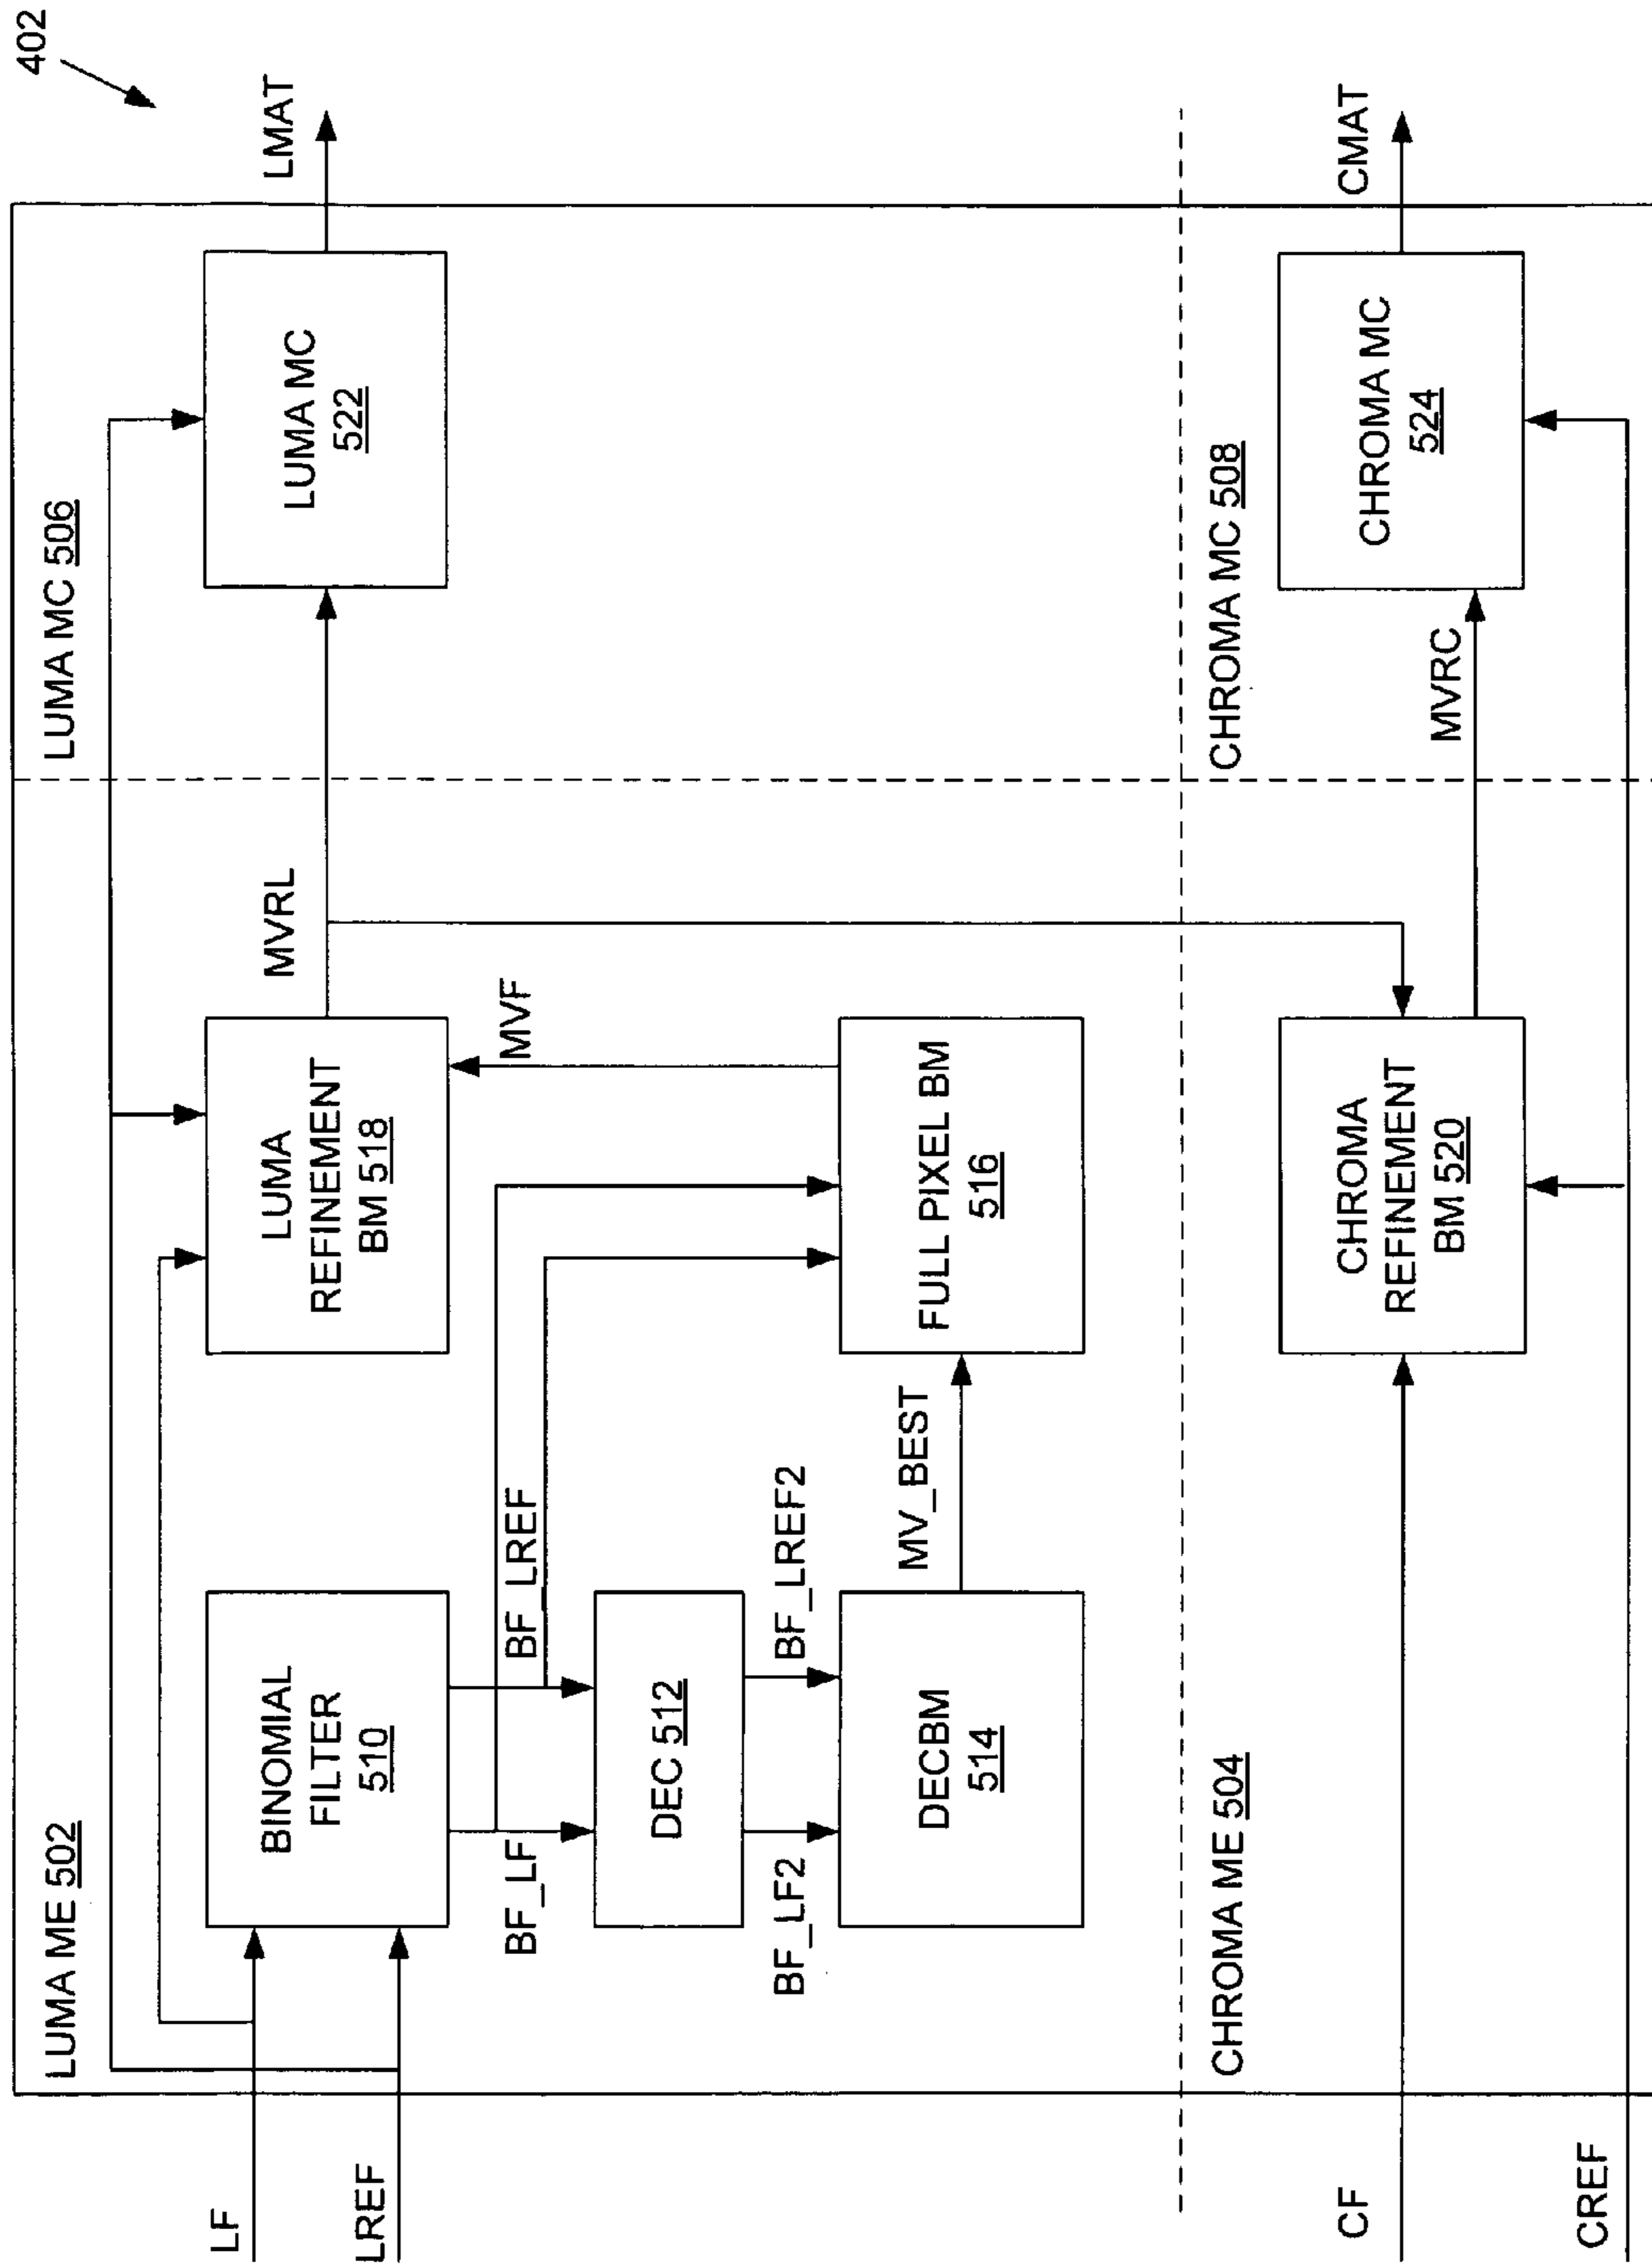 402
LUMA ME 502
LUMA MC 506
LF
LREF
BINOMIAL
FILTER
510
LUMA
REFINEMENT
BM 518
MVRL
LUMA MC
522
LMAT
BF_LF
BF_LREF
MVF
DEC 512
BF_LF2
BF_LREF2
DECBM
514
MV_BEST
FULL PIXEL BM
516
CHROMA ME 504
CHROMA MC 508
CF
CREF
CHROMA
REFINEMENT
BM 520
MVRC
CHROMA MC
524
CMAT